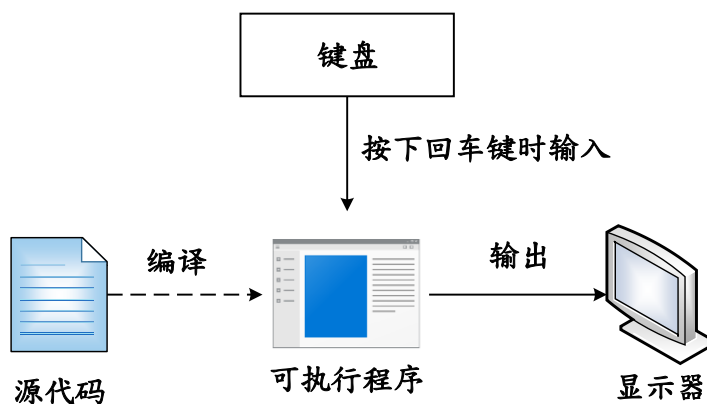 键盘
按下回车键时输入
编译
输出
源代码
可执行程序
显示器